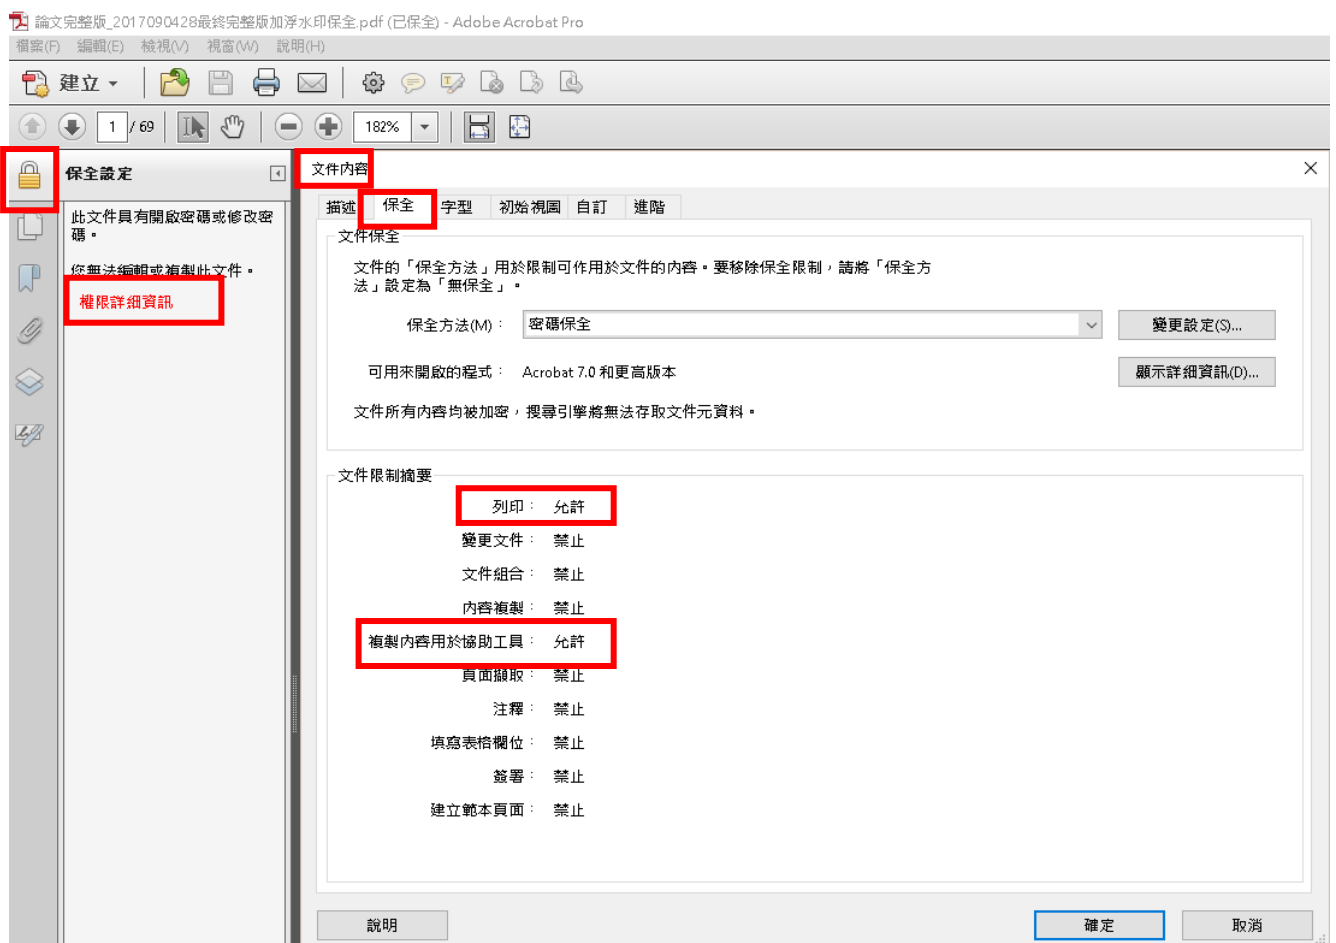 論文完整版_2017090428最終完整版加浮水印保全.pdf (已保全) - Adobe Acrobat Pro
檔案(F) 編輯(E) 檢視(V) 視窗(W) 說明(H)
建立
1 / 69 182%
保全設定
此文件具有開啟密碼或修改密
碼。
您無法編輯或複製此文件。
權限詳細資訊
文件內容
描述 保全 字型 初始視圖 自訂 進階
文件保全
文件的「保全方法」用於限制可作用於文件的內容。要移除保全限制，請將「保全方
法」設定為「無保全」。
保全方法(M)： 密碼保全 變更設定(S)...
可用來開啟的程式： Acrobat 7.0 和更高版本 顯示詳細資訊(D)...
文件所有內容均被加密，搜尋引擎將無法存取文件元資料。
文件限制摘要
列印： 允許
變更文件： 禁止
文件組合： 禁止
內容複製： 禁止
複製內容用於協助工具： 允許
頁面擷取： 禁止
注釋： 禁止
填寫表格欄位： 禁止
簽署： 禁止
建立範本頁面： 禁止
說明 確定 取消